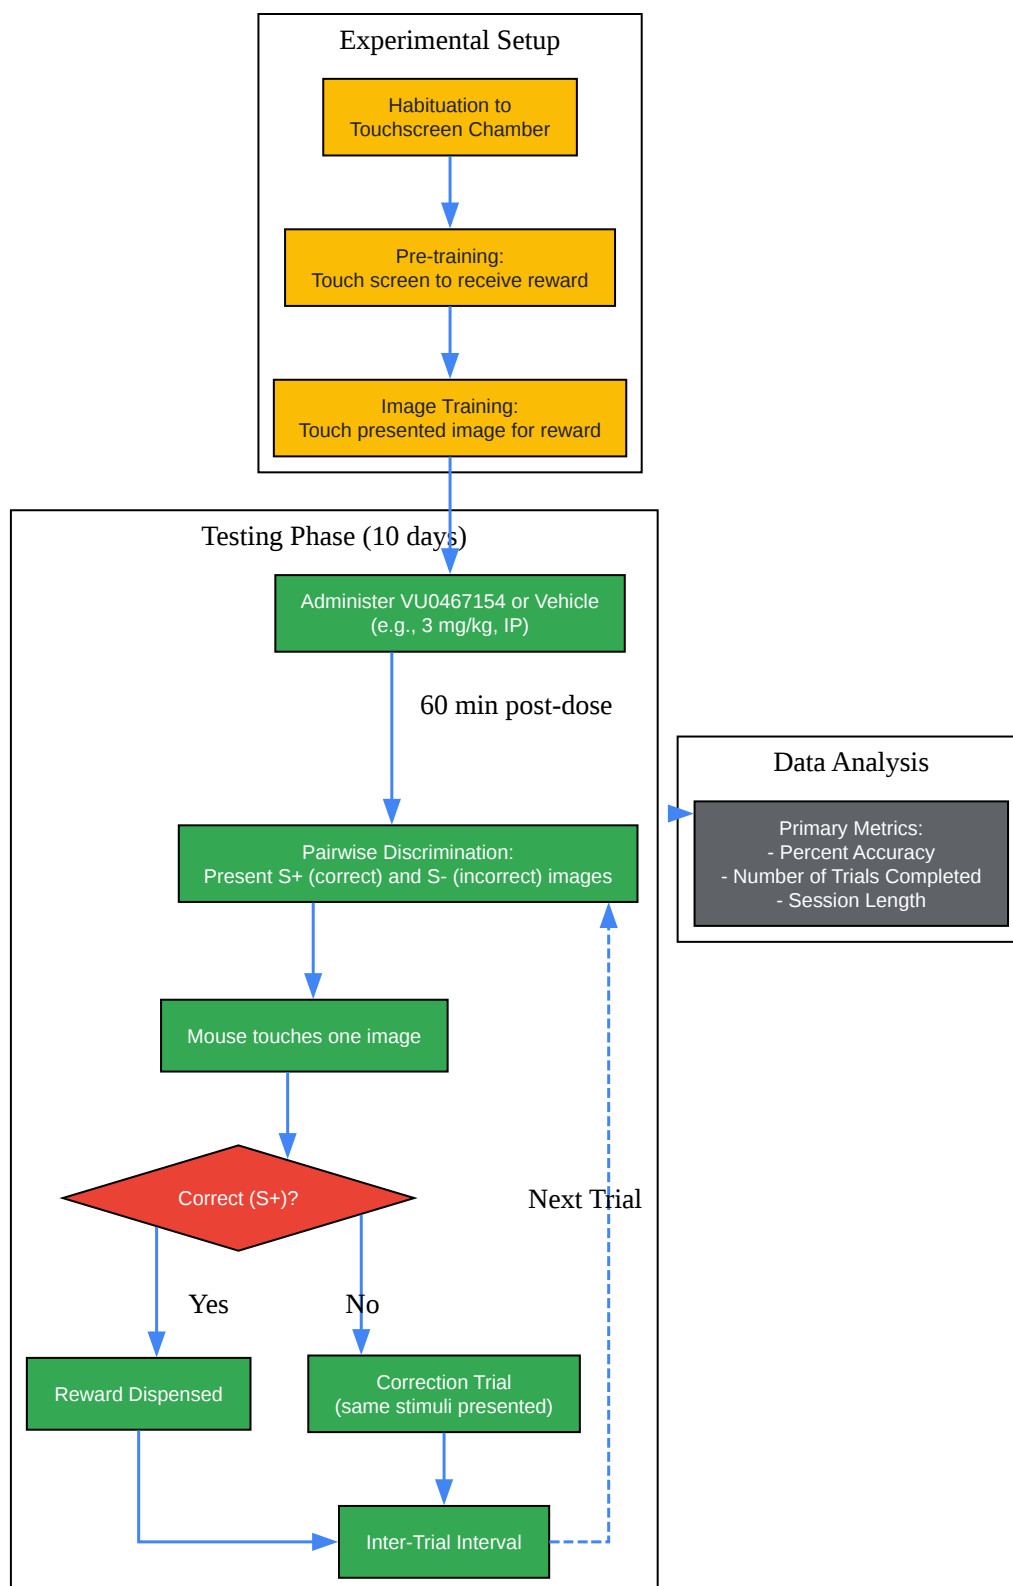 Experimental Setup
Habituation to
Touchscreen Chamber
Pre-training:
Touch screen to receive reward
Image Training:
Touch presented image for reward
Testing Phase (10 days)
Administer VU0467154 or Vehicle
(e.g., 3 mg/kg, IP)
60 min post-dose
Pairwise Discrimination:
Present S+ (correct) and S- (incorrect) images
Mouse touches one image
Correct (S+)?
Next Trial
Yes
No
Reward Dispensed
Correction Trial
(same stimuli presented)
Inter-Trial Interval
Data Analysis
Primary Metrics:
- Percent Accuracy
- Number of Trials Completed
- Session Length